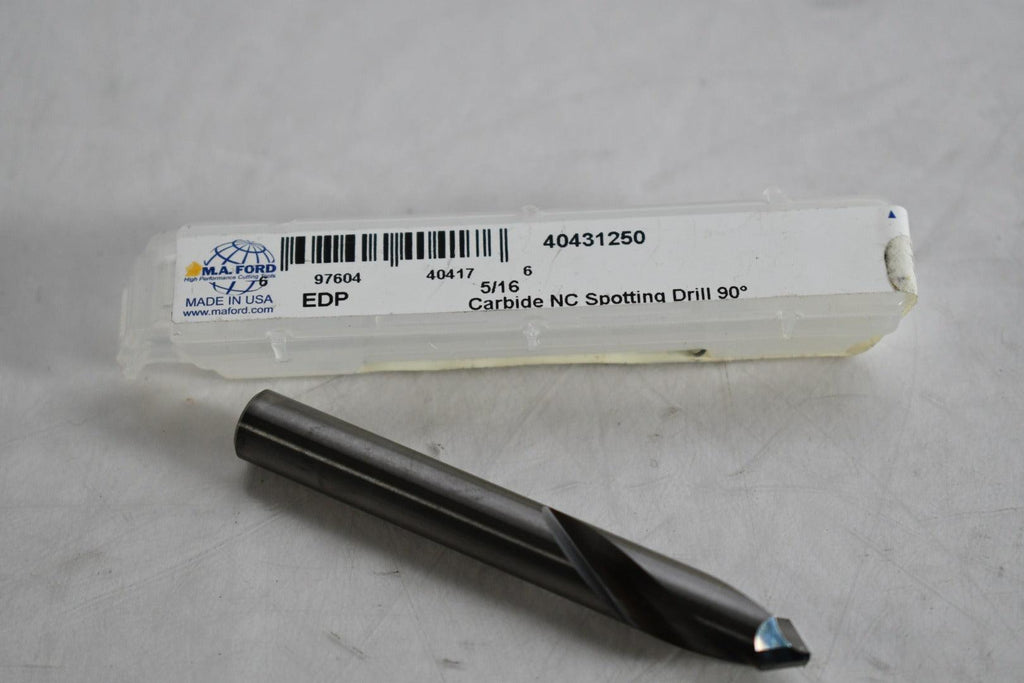 M.A. FORD
High Performance Cutting Tools
MADE IN USA
www.maford.com
6 97604 40417 6
40431250
EDP
5/16
Carbide NC Spotting Drill 90°